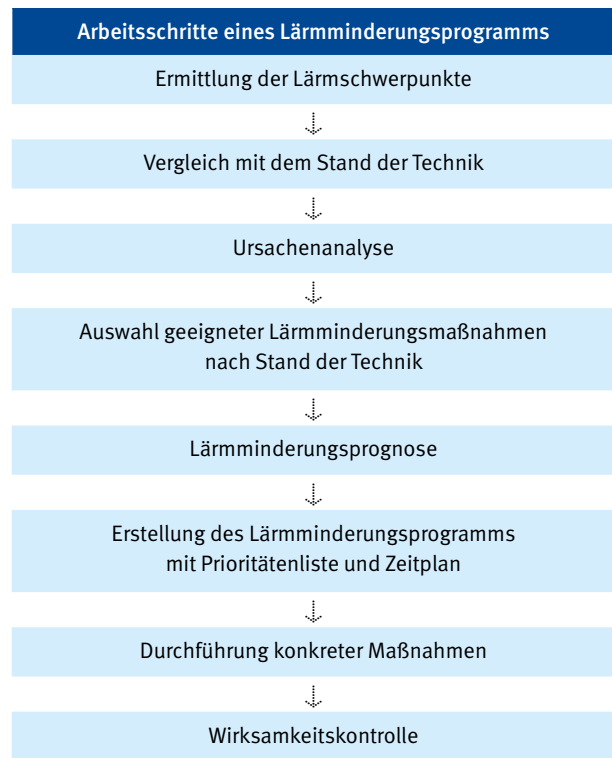 Arbeitsschritte eines Lärmminderungsprogramms
Ermittlung der Lärmschwerpunkte
Vergleich mit dem Stand der Technik
Ursachenanalyse
Auswahl geeigneter Lärmminderungsmaßnahmen
nach Stand der Technik
Lärmminderungsprognose
Erstellung des Lärmminderungsprogramms
mit Prioritätenliste und Zeitplan
Durchführung konkreter Maßnahmen
Wirksamkeitskontrolle